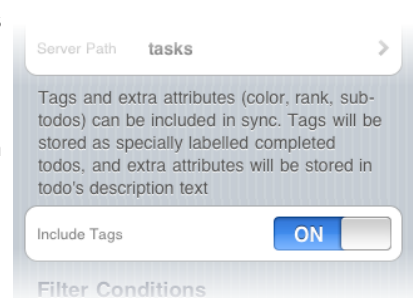 Server Path tasks
Tags and extra attributes (color, rank, sub-
todos) can be included in sync. Tags will be
stored as specially labelled completed
todos, and extra attributes will be stored in
todo's description text
Include Tags ON
Filter Conditions